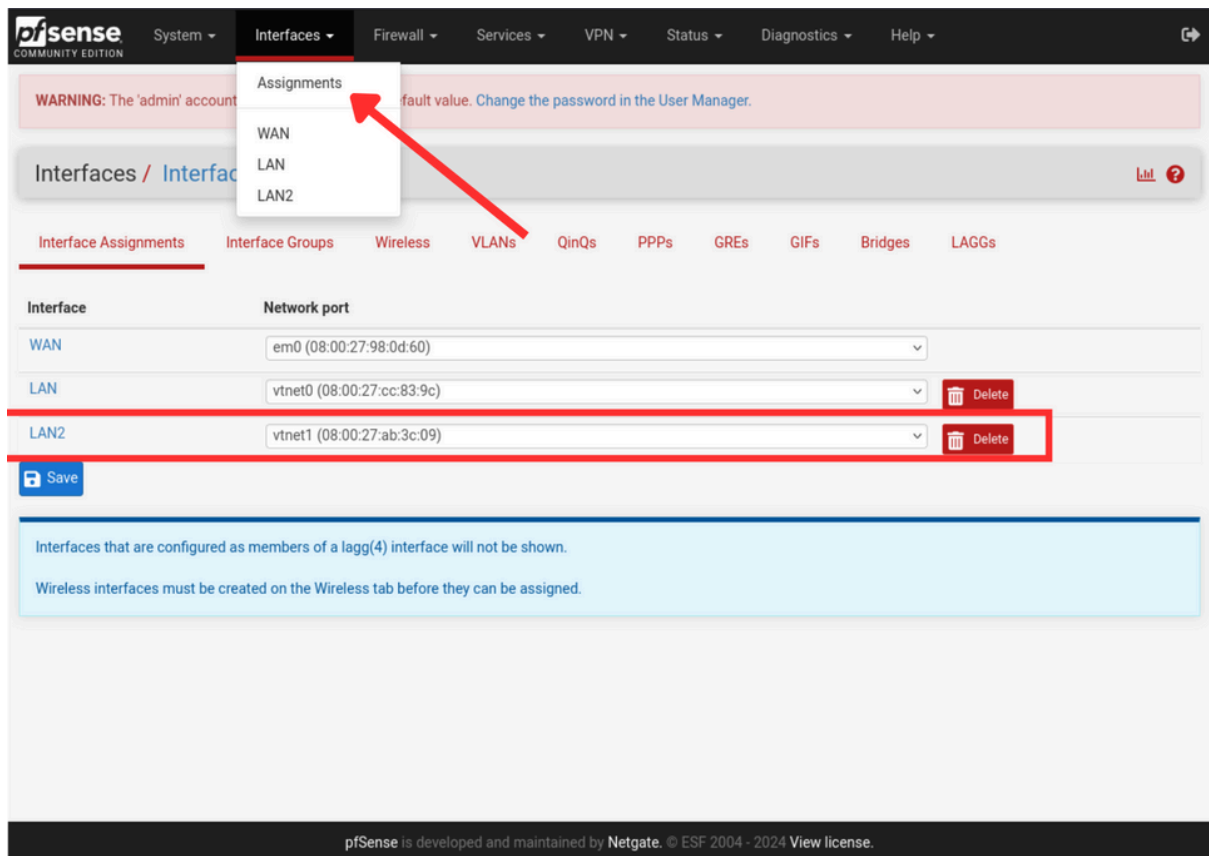 pfsense
COMMUNITY EDITION
System Interfaces Firewall Services VPN Status Diagnostics Help
Assignments
WAN
LAN
LAN2
WARNING: The 'admin' account fault value. Change the password in the User Manager.
Interfaces / Interfac
Interface Assignments Interface Groups Wireless VLANs QinQs PPPs GREs GIFs Bridges LAGGs
Interface Network port
WAN em0 (08:00:27:98:0d:60)
LAN vtnet0 (08:00:27:cc:83:9c) Delete
LAN2 vtnet1 (08:00:27:ab:3c:09) Delete
Save
Interfaces that are configured as members of a lagg(4) interface will not be shown.
Wireless interfaces must be created on the Wireless tab before they can be assigned.
pfSense is developed and maintained by Netgate. © ESF 2004 - 2024 View license.